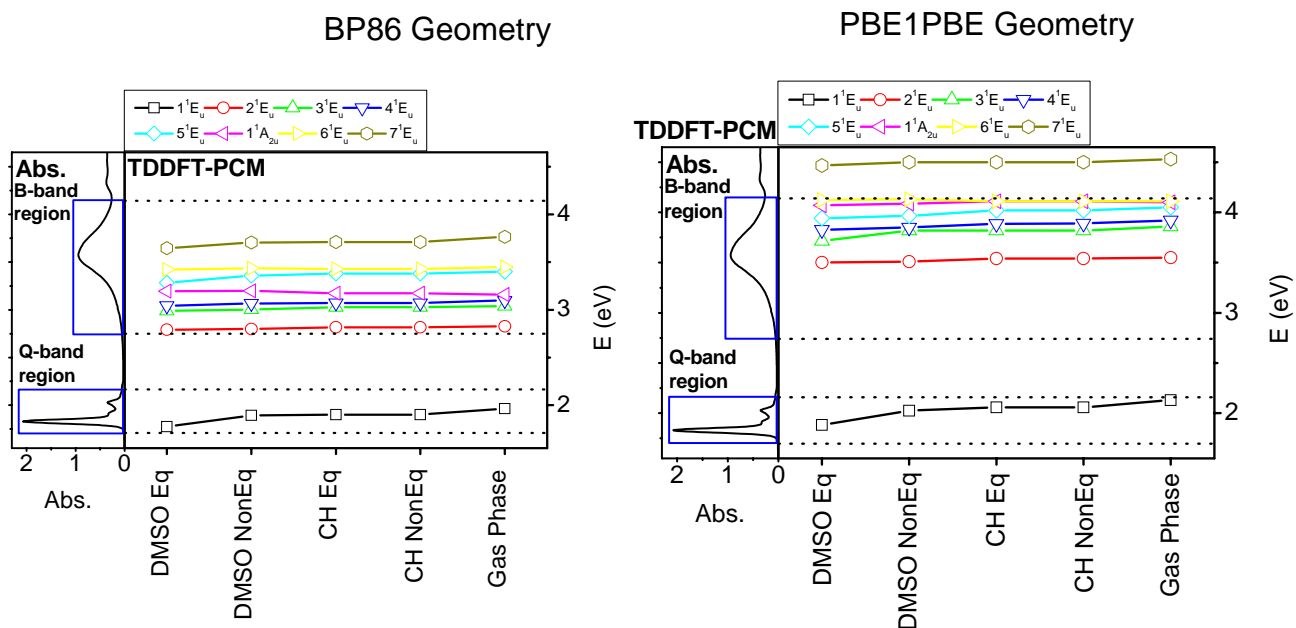 BP86 Geometry
1¹Eᵤ 2¹Eᵤ 3¹Eᵤ 4¹Eᵤ
5¹Eᵤ 1¹A₂ᵤ 6¹Eᵤ 7¹Eᵤ
Abs.
B-band
region
TDDFT-PCM
Q-band
region
4
3
2
E (eV)
2 1 0
Abs.
DMSO Eq
DMSO NonEq
CH Eq
CH NonEq
Gas Phase
PBE1PBE Geometry
1¹Eᵤ 2¹Eᵤ 3¹Eᵤ 4¹Eᵤ
5¹Eᵤ 1¹A₂ᵤ 6¹Eᵤ 7¹Eᵤ
TDDFT-PCM
Abs.
B-band
region
Q-band
region
4
3
2
E (eV)
2 1 0
Abs.
DMSO Eq
DMSO NonEq
CH Eq
CH NonEq
Gas Phase